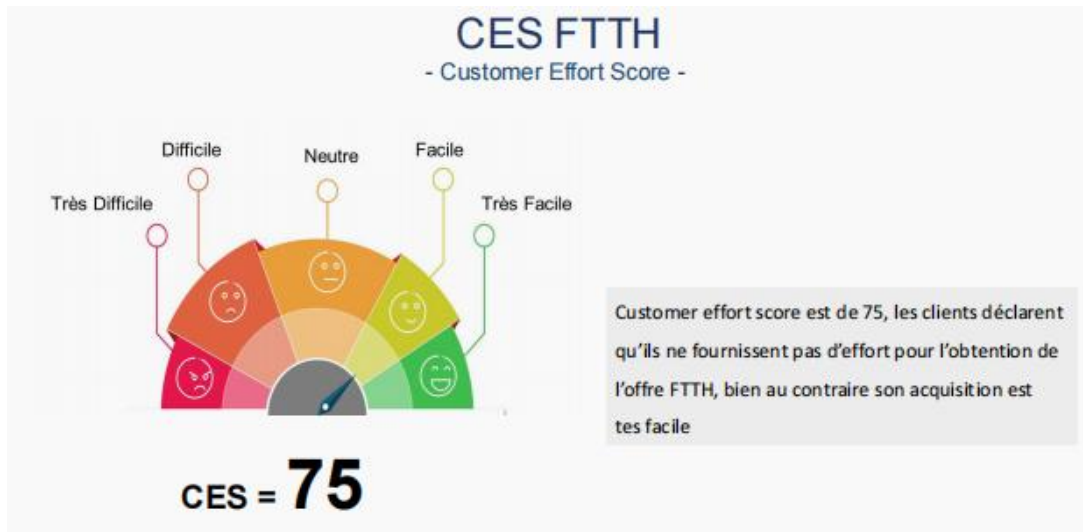 CES FTTH
- Customer Effort Score -
Difficile
Neutre
Facile
Très Difficile
Très Facile
Customer effort score est de 75, les clients déclarent
qu'ils ne fournissent pas d'effort pour l'obtention de
l'offre FTTH, bien au contraire son acquisition est
tes facile
CES = 75